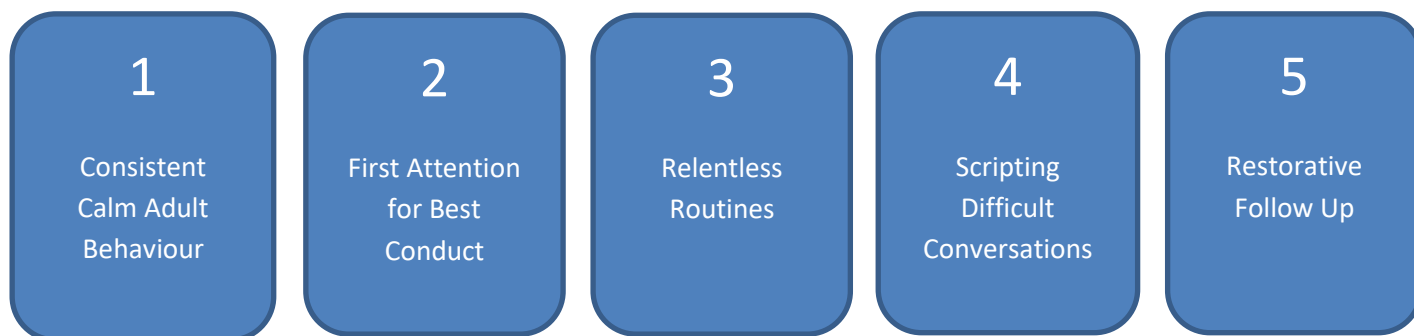 1
Consistent
Calm Adult
Behaviour
2
First Attention
for Best
Conduct
3
Relentless
Routines
4
Scripting
Difficult
Conversations
5
Restorative
Follow Up